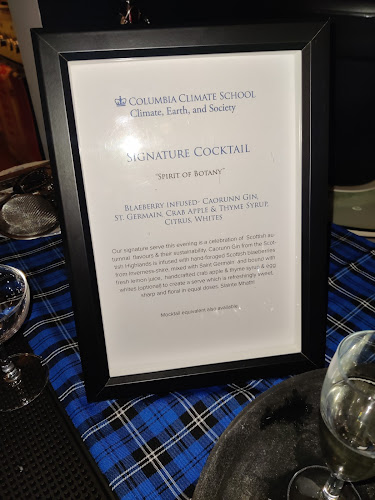 COLUMBIA CLIMATE SCHOOL
Climate, Earth, and Society
SIGNATURE COCKTAIL
"SPIRIT OF BOTANY"
BLAEBERRY INFUSED- CAORUNN GIN,
ST. GERMAIN, CRAB APPLE & THYME SYRUP,
CITRUS, WHITES
Our signature serve this evening is a celebration of Scottish au-
tumnal flavours & their sustainability. Caorunn Gin from the Scot-
tish Highlands is infused with hand-foraged Scottish blaeberries
from Inverness-shire, mixed with Saint Germain and bound with
fresh lemon juice, handcrafted crab apple & thyme syrup & egg
whites (optional) to create a serve which is refreshingly sweet,
sharp and floral in equal doses. Slainte Mhath!
Mocktail equivalent also available